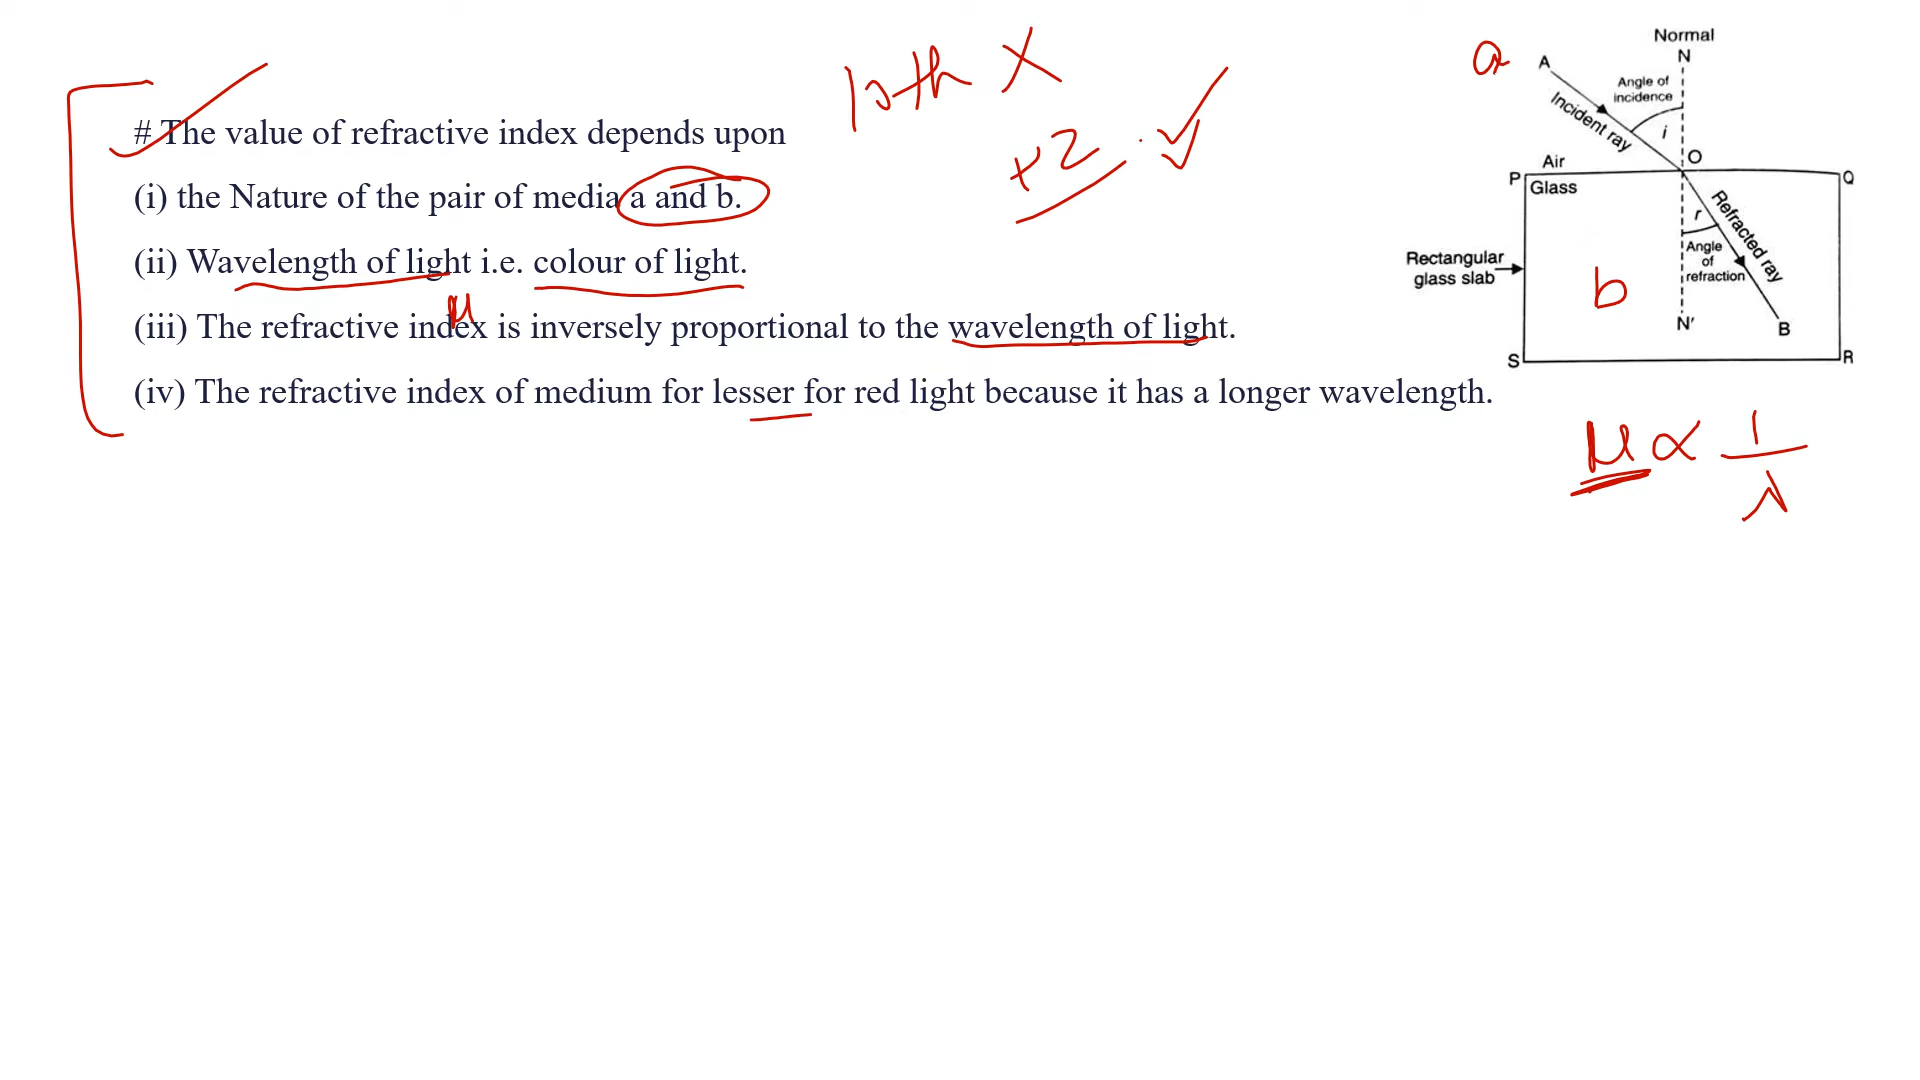 10th X
+2
# The value of refractive index depends upon
(i) the Nature of the pair of media a and b.
(ii) Wavelength of light i.e. colour of light.
μ
(iii) The refractive index is inversely proportional to the wavelength of light.
(iv) The refractive index of medium for lesser for red light because it has a longer wavelength.
a
Normal
N
A
Angle of
incidence
Incident ray
i
O
Air
P
Q
Glass
r
Refracted ray
Angle
of
refraction
Rectangular
glass slab
b
N'
B
S
R
μ ∝ 1
λ